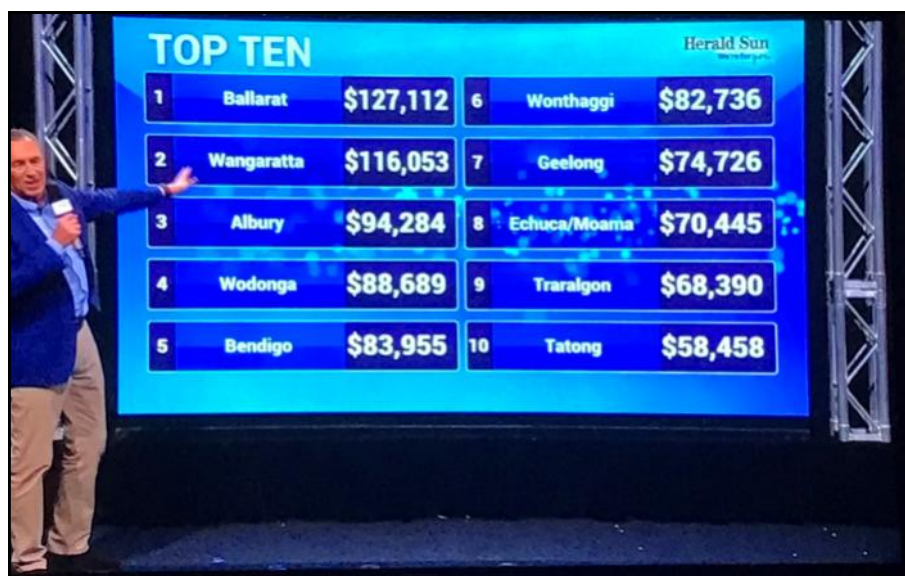 TOP TEN
Herald Sun
1 Ballarat $127,112
2 Wangaratta $116,053
3 Albury $94,284
4 Wodonga $88,689
5 Bendigo $83,955
6 Wonthaggi $82,736
7 Geelong $74,726
8 Echuca/Moama $70,445
9 Traralgon $68,390
10 Tatong $58,458